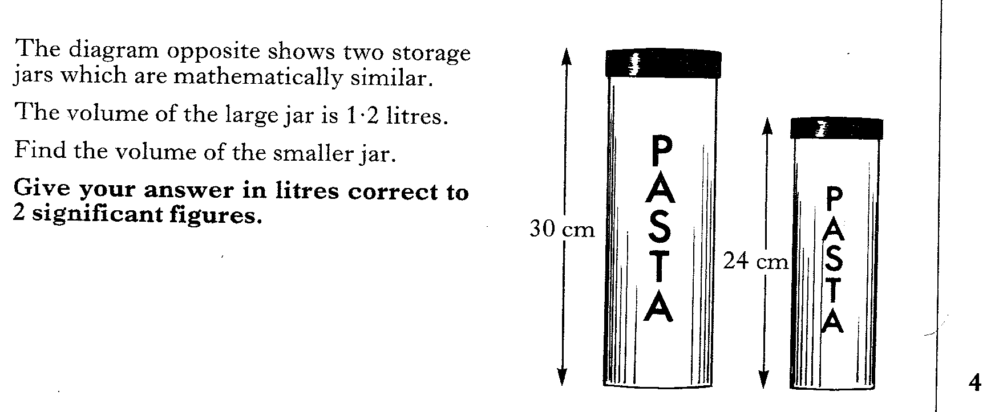 The diagram opposite shows two storage
jars which are mathematically similar.
The volume of the large jar is 1·2 litres.
Find the volume of the smaller jar.
Give your answer in litres correct to
2 significant figures.
30 cm
P
A
S
T
A
24 cm
P
A
S
T
A
4